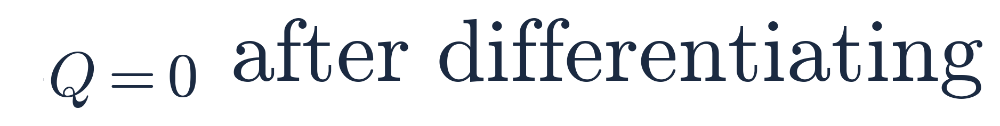 Q = 0 after differentiating